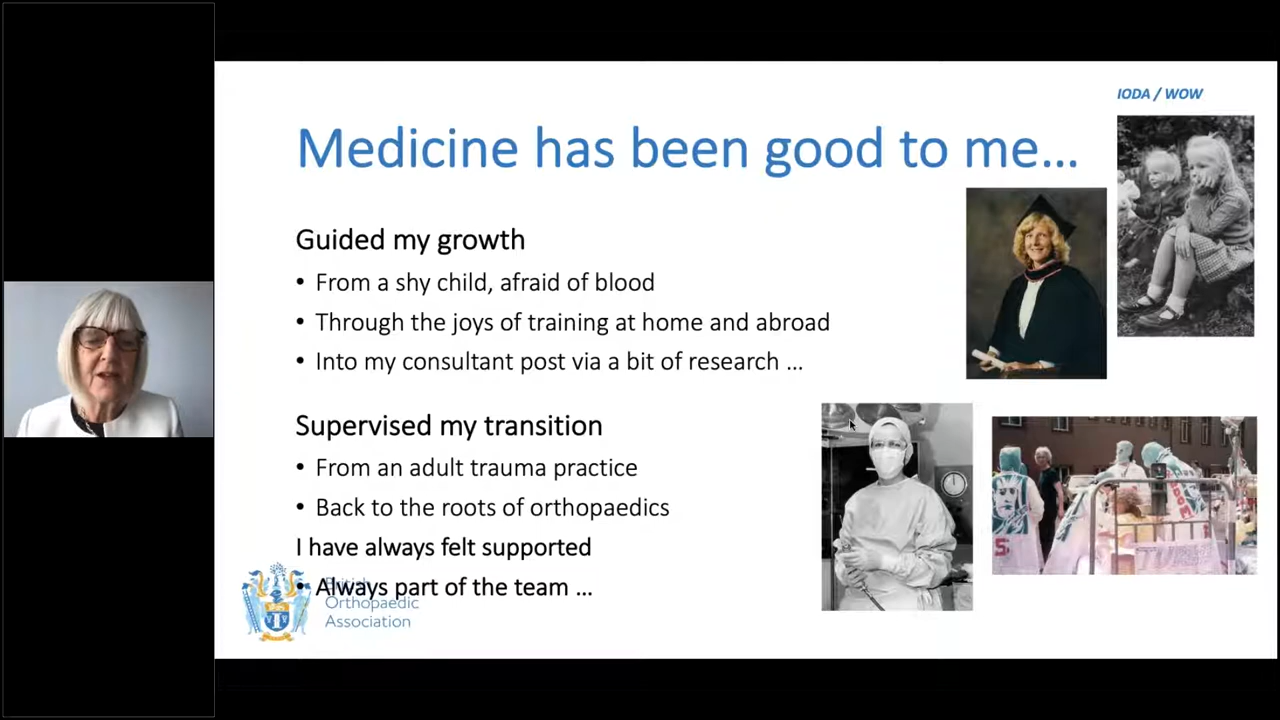 IODA / WOW
Medicine has been good to me…
Guided my growth
• From a shy child, afraid of blood
• Through the joys of training at home and abroad
• Into my consultant post via a bit of research …
Supervised my transition
• From an adult trauma practice
• Back to the roots of orthopaedics
I have always felt supported
• Always part of the team …
British
Orthopaedic
Association